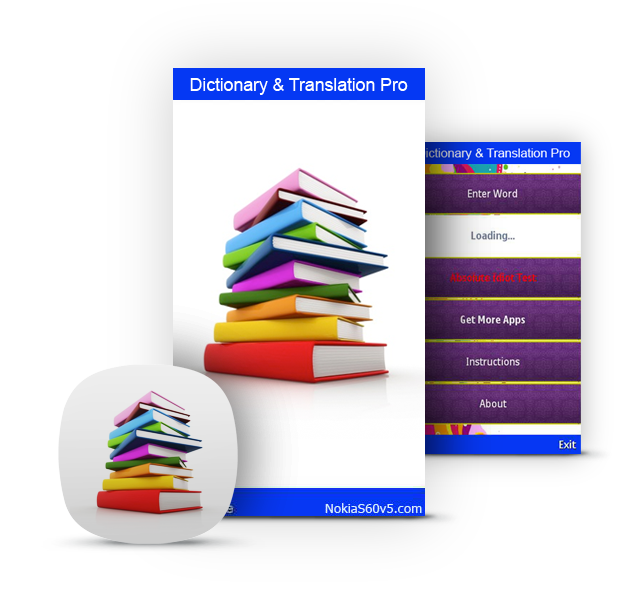 Dictionary & Translation Pro
NokiaS60v5.com
ictionary & Translation Pro
Enter Word
Loading...
Absolute Idiot Test
Get More Apps
Instructions
About
Exit